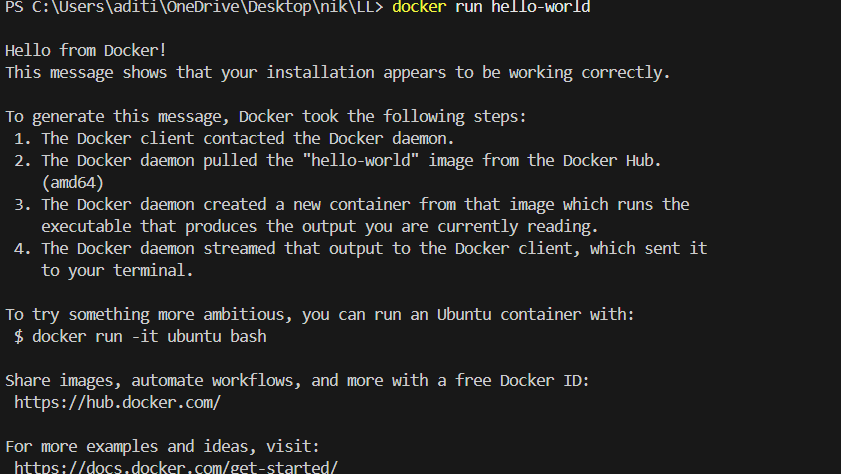 PS C:\Users\aditi\OneDrive\Desktop\nik\LL> docker run hello-world
Hello from Docker!
This message shows that your installation appears to be working correctly.
To generate this message, Docker took the following steps:
1. The Docker client contacted the Docker daemon.
2. The Docker daemon pulled the "hello-world" image from the Docker Hub.
(amd64)
3. The Docker daemon created a new container from that image which runs the
executable that produces the output you are currently reading.
4. The Docker daemon streamed that output to the Docker client, which sent it
to your terminal.
To try something more ambitious, you can run an Ubuntu container with:
$ docker run -it ubuntu bash
Share images, automate workflows, and more with a free Docker ID:
https://hub.docker.com/
For more examples and ideas, visit:
https://docs.docker.com/get-started/